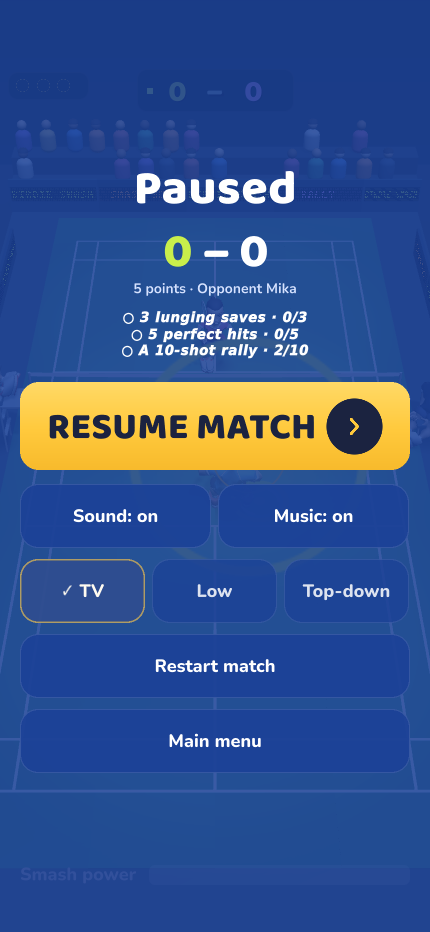 0 – 0
Paused
0 – 0
5 points · Opponent Mika
○ 3 lunging saves · 0/3
○ 5 perfect hits · 0/5
○ A 10-shot rally · 2/10
RESUME MATCH
Sound: on
Music: on
✓ TV
Low
Top-down
Restart match
Main menu
Smash power